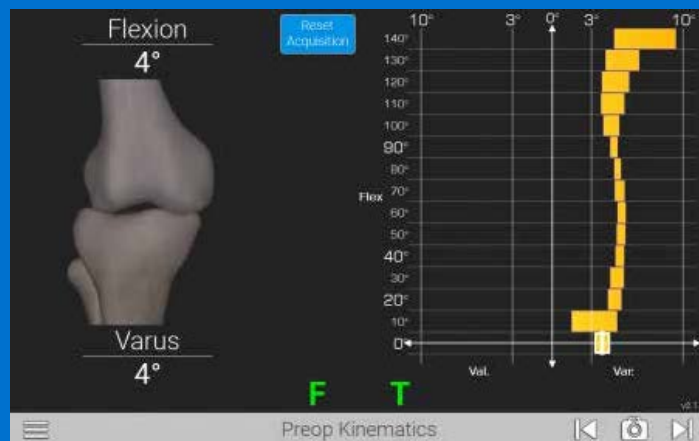 Flexion
4°
Reset
Acquisition
10° 3° 0° 3° 10°
140°
130°
120°
110°
100°
90°
80°
Flex 70°
60°
50°
40°
30°
20°
10°
0°
Val. Var.
Varus
4°
F T
Preop Kinematics